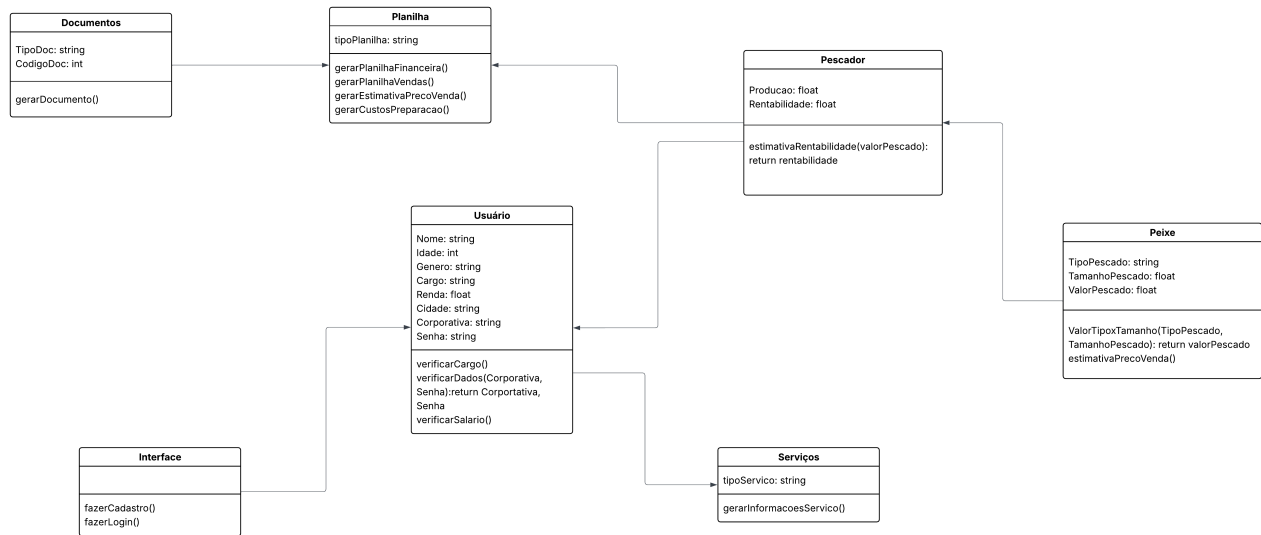 Documentos
TipoDoc: string
CodigoDoc: int
gerarDocumento()
Planilha
tipoPlanilha: string
gerarPlanilhaFinanceira()
gerarPlanilhaVendas()
gerarEstimativaPrecoVenda()
gerarCustosPreparacao()
Pescador
Producao: float
Rentabilidade: float
estimativaRentabilidade(valorPescado):
return rentabilidade
Peixe
TipoPescado: string
TamanhoPescado: float
ValorPescado: float
ValorTipoxTamanho(TipoPescado,
TamanhoPescado): return valorPescado
estimativaPrecoVenda()
Usuário
Nome: string
Idade: int
Genero: string
Cargo: string
Renda: float
Cidade: string
Corporativa: string
Senha: string
verificarCargo()
verificarDados(Corporativa,
Senha):return Corportativa,
Senha
verificarSalario()
Interface
fazerCadastro()
fazerLogin()
Serviços
tipoServico: string
gerarInformacoesServico()